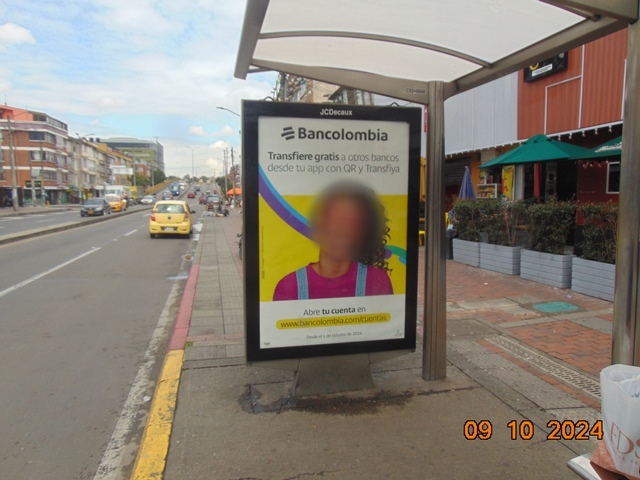 JCDecaux
Bancolombia
Transfiere gratis a otros bancos
desde tu app con QR y Transfiya
Abre tu cuenta en
www.bancolombia.com/cuentas
09 10 2024